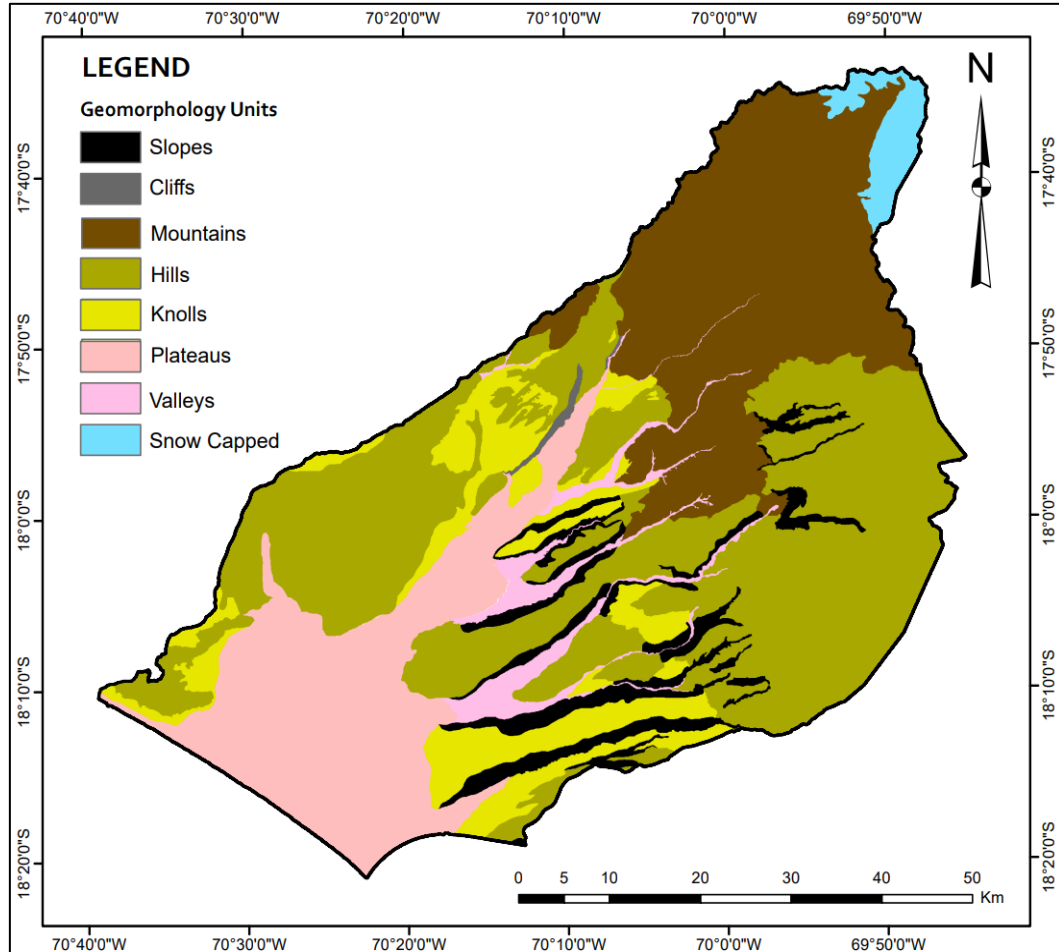 70°40'0"W 70°30'0"W 70°20'0"W 70°10'0"W 70°0'0"W 69°50'0"W
LEGEND
Geomorphology Units
Slopes
Cliffs
Mountains
Hills
Knolls
Plateaus
Valleys
Snow Capped
N
17°40'0"S
17°50'0"S
18°0'0"S
18°10'0"S
18°20'0"S
17°40'0"S
17°50'0"S
18°0'0"S
18°10'0"S
18°20'0"S
0 5 10 20 30 40 50
Km
70°40'0"W 70°30'0"W 70°20'0"W 70°10'0"W 70°0'0"W 69°50'0"W